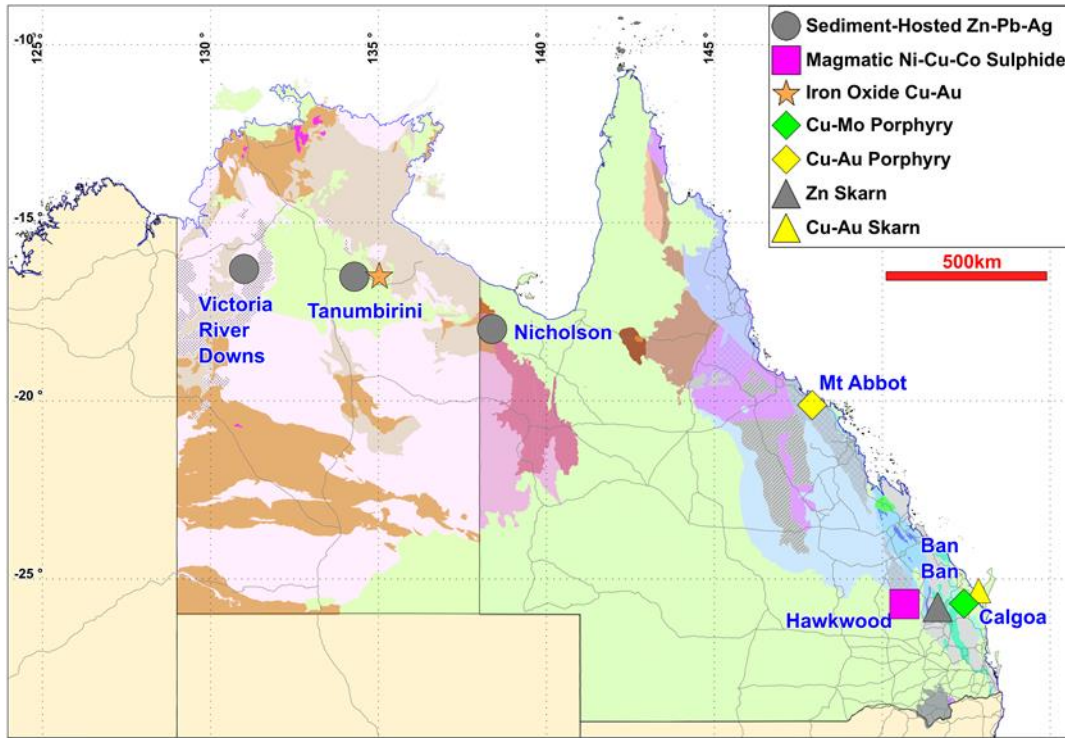 125°
130°
135°
140°
145°
-10°
-15°
-20°
-25°
Sediment-Hosted Zn-Pb-Ag
Magmatic Ni-Cu-Co Sulphide
Iron Oxide Cu-Au
Cu-Mo Porphyry
Cu-Au Porphyry
Zn Skarn
Cu-Au Skarn
500km
Victoria
River
Downs
Tanumbirini
Nicholson
Mt Abbot
Ban
Ban
Hawkwood
Calgoa